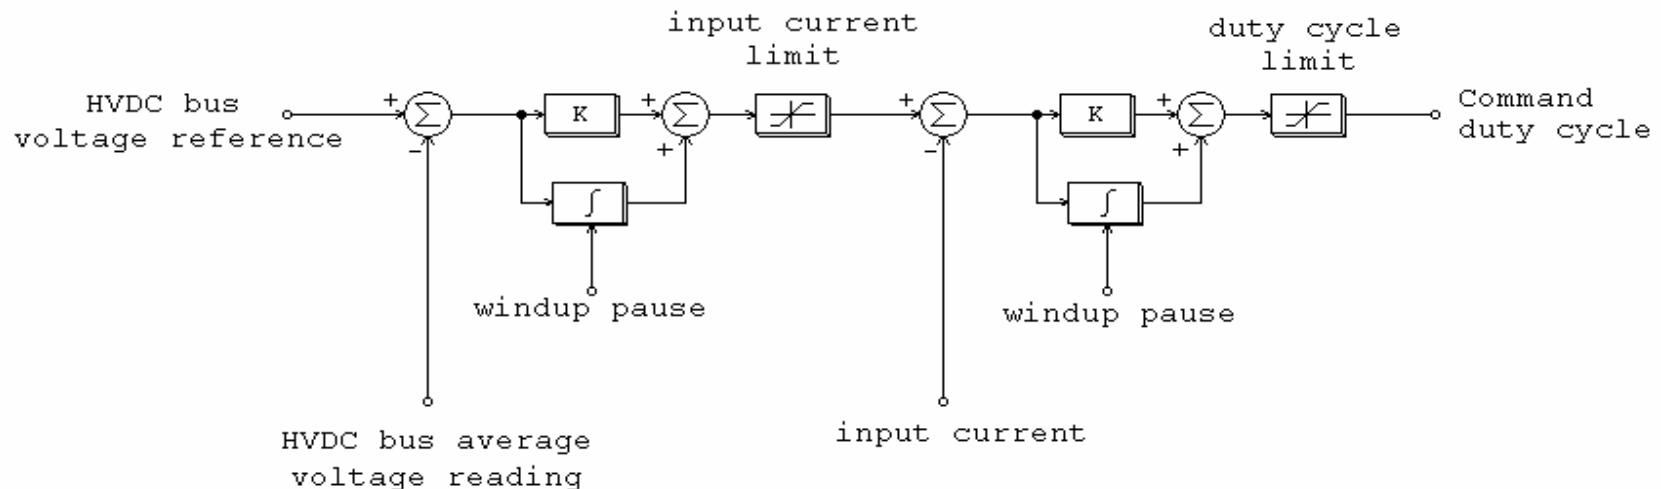 input current
limit
duty cycle
limit
HVDC bus
voltage reference
+
Σ
-
K
+
Σ
+
∫
windup pause
+
Σ
-
K
+
Σ
+
∫
windup pause
Command
duty cycle
HVDC bus average
voltage reading
input current